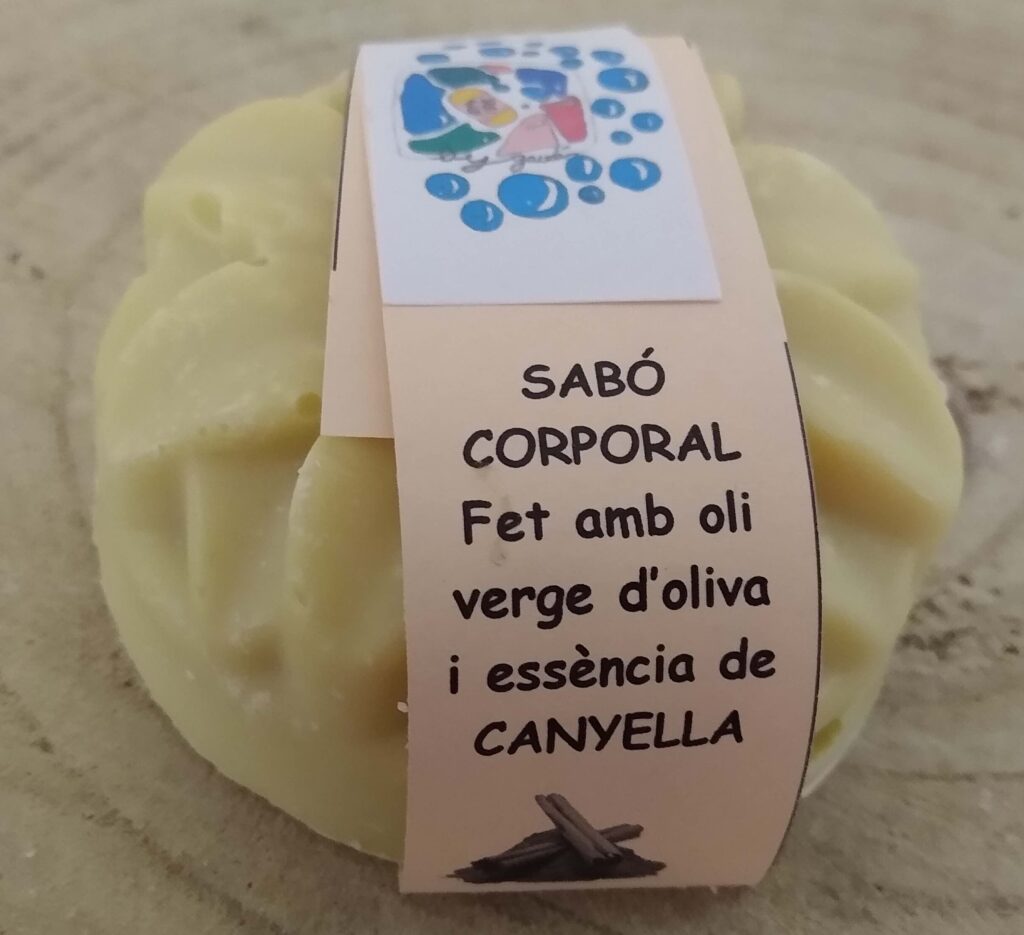 SABÓ
CORPORAL
Fet amb oli
verge d'oliva
i essència de
CANYELLA